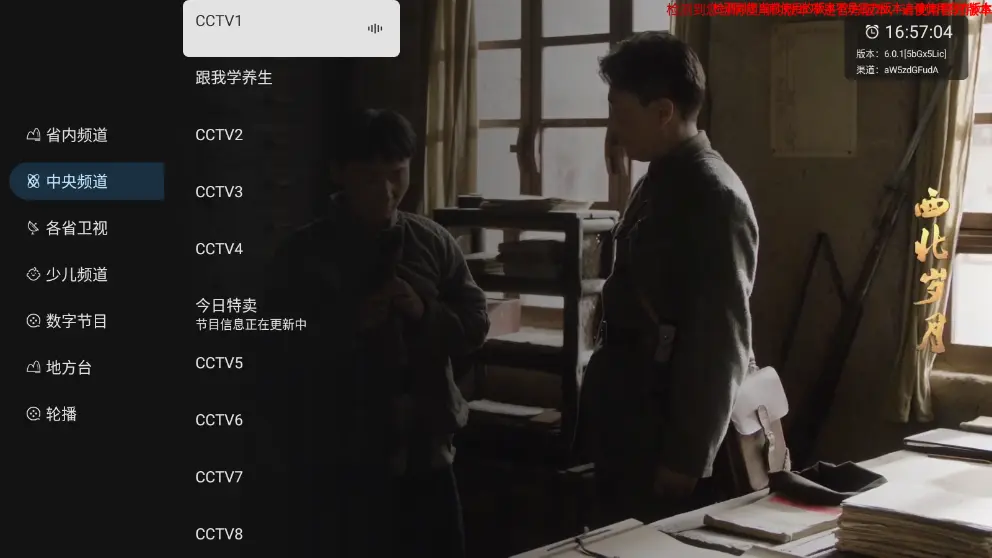 CCTV1
16:57:04
版本：6.0.1[5bGx5Lic]
渠道：aW5zdGFudA
跟我学养生
省内频道
CCTV2
中央频道
CCTV3
各省卫视
CCTV4
少儿频道
今日特卖
节目信息正在更新中
数字节目
CCTV5
地方台
CCTV6
轮播
CCTV7
CCTV8
西北岁月